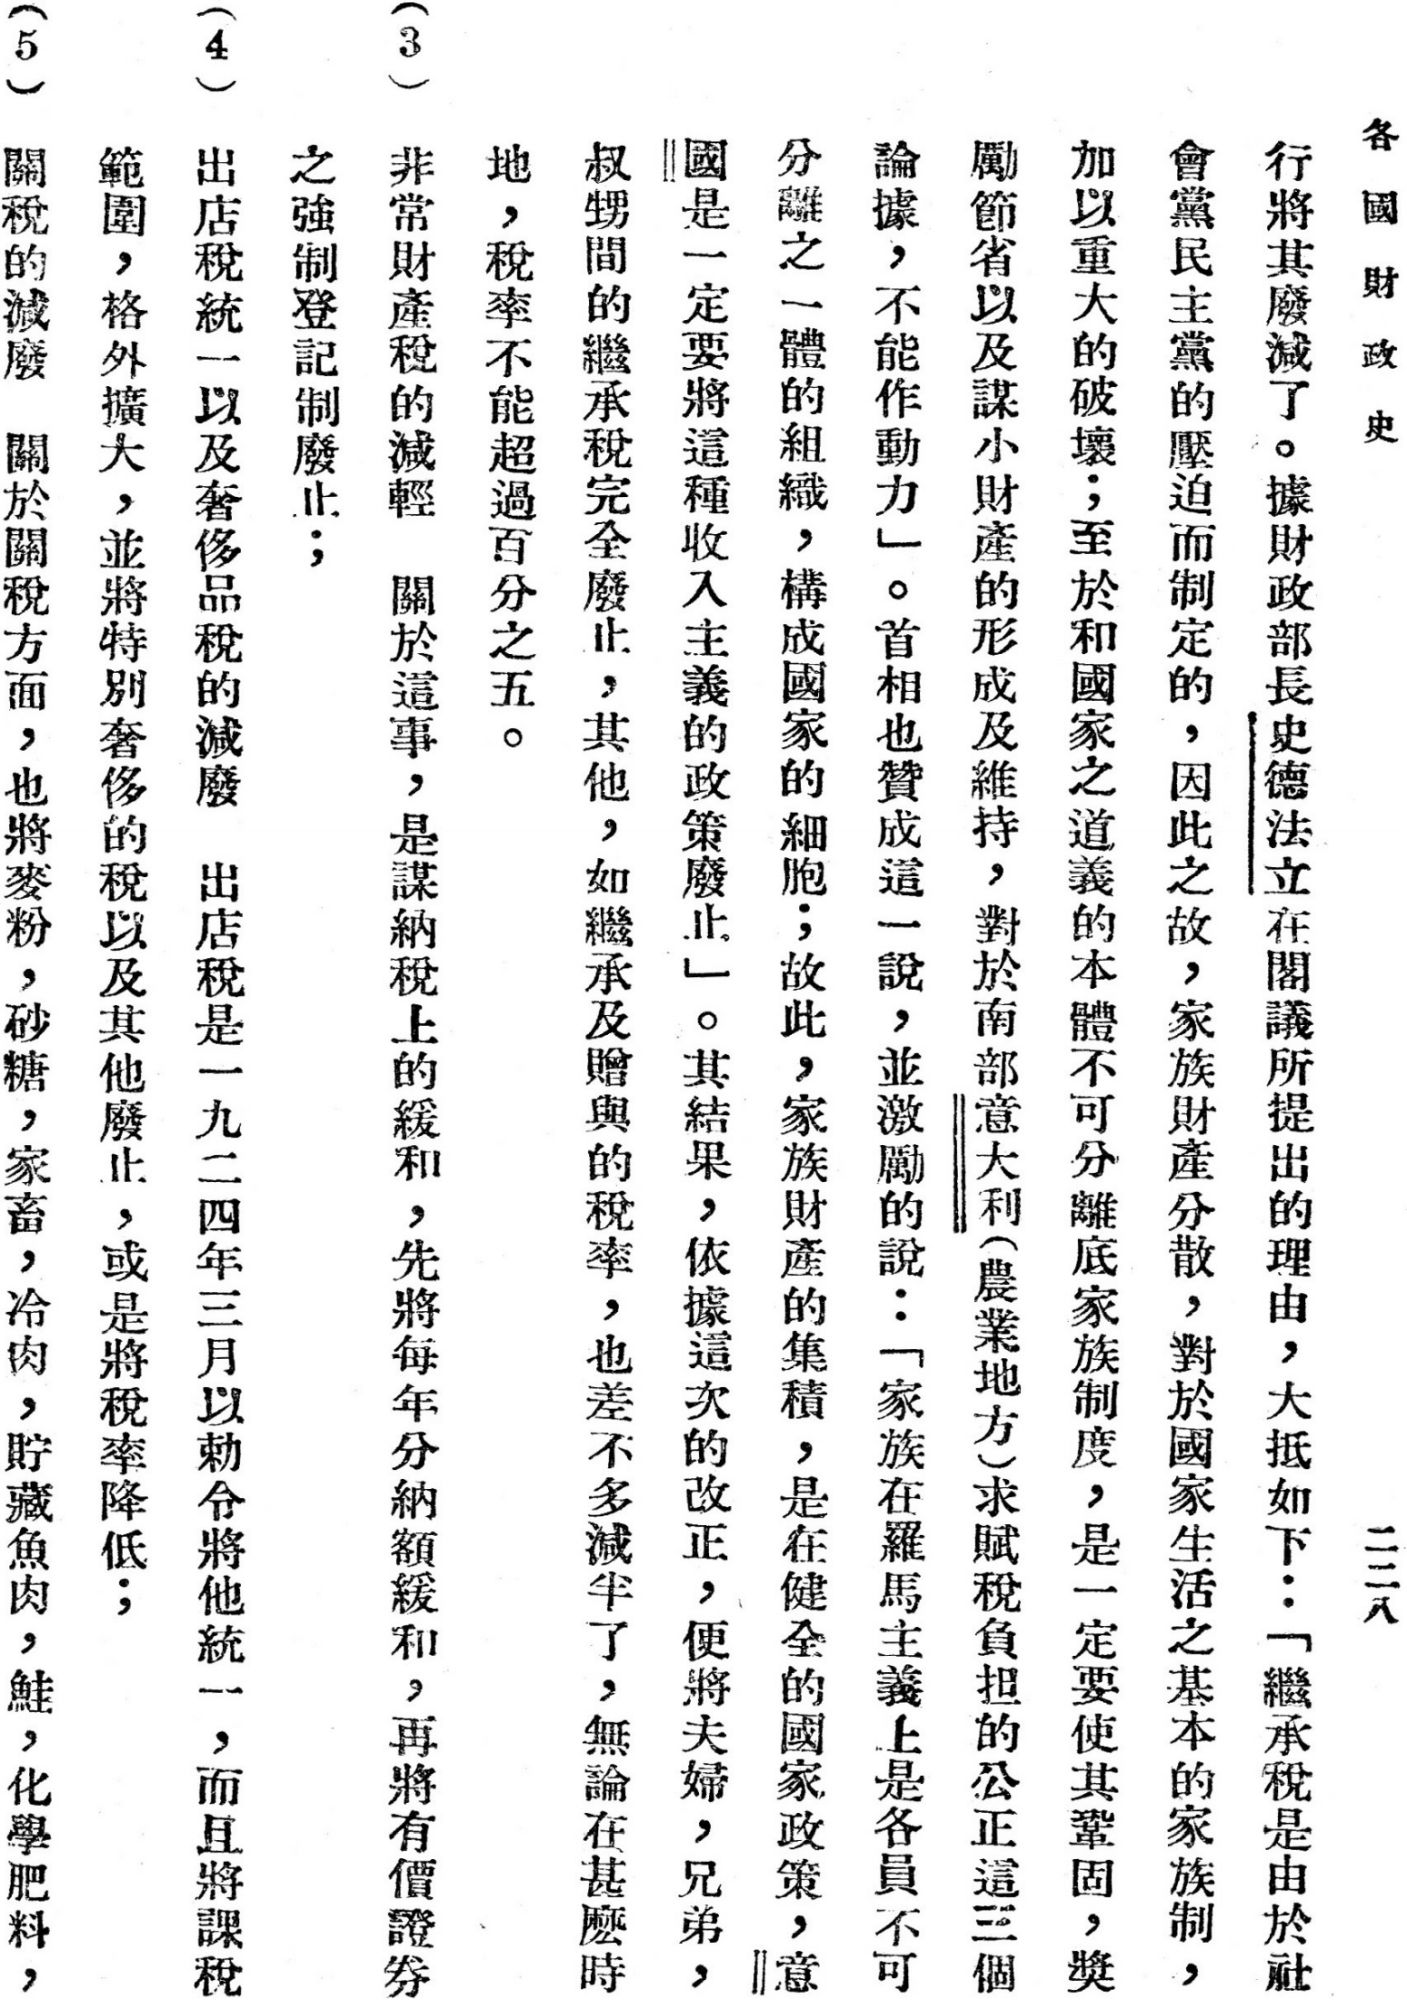 各國財政史
二二八
行將其廢減了。據財政部長史德法立在閣議所提出的理由，大抵如下：「繼承稅是由於社
會黨民主黨的壓迫而制定的，因此之故，家族財產分散，對於國家生活之基本的家族制，
加以重大的破壞；至於和國家之道義的本體不可分離底家族制度，是一定要使其鞏固，獎
勵節省以及謀小財產的形成及維持，對於南部意大利（農業地方）求賦稅負担的公正這三個
論據，不能作動力」。首相也贊成這一說，並激勵的說：「家族在羅馬主義上是各員不可
分離之一體的組織，構成國家的細胞；故此，家族財產的集積，是在健全的國家政策，意
國是一定要將這種收入主義的政策廢止」。其結果，依據這次的改正，便將夫婦，兄弟，
叔甥間的繼承稅完全廢止，其他，如繼承及贈與的稅率，也差不多減半了，無論在甚麽時
地，稅率不能超過百分之五。
（3）非常財產稅的減輕　關於這事，是謀納稅上的緩和，先將每年分納額緩和，再將有價證券
之強制登記制廢止；
（4）出店稅統一以及奢侈品稅的減廢　出店稅是一九二四年三月以勅令將他統一，而且將課稅
範圍，格外擴大，並將特別奢侈的稅以及其他廢止，或是將稅率降低；
（5）關稅的減廢　關於關稅方面，也將麥粉，砂糖，家畜，冷肉，貯藏魚肉，鮭，化學肥料，